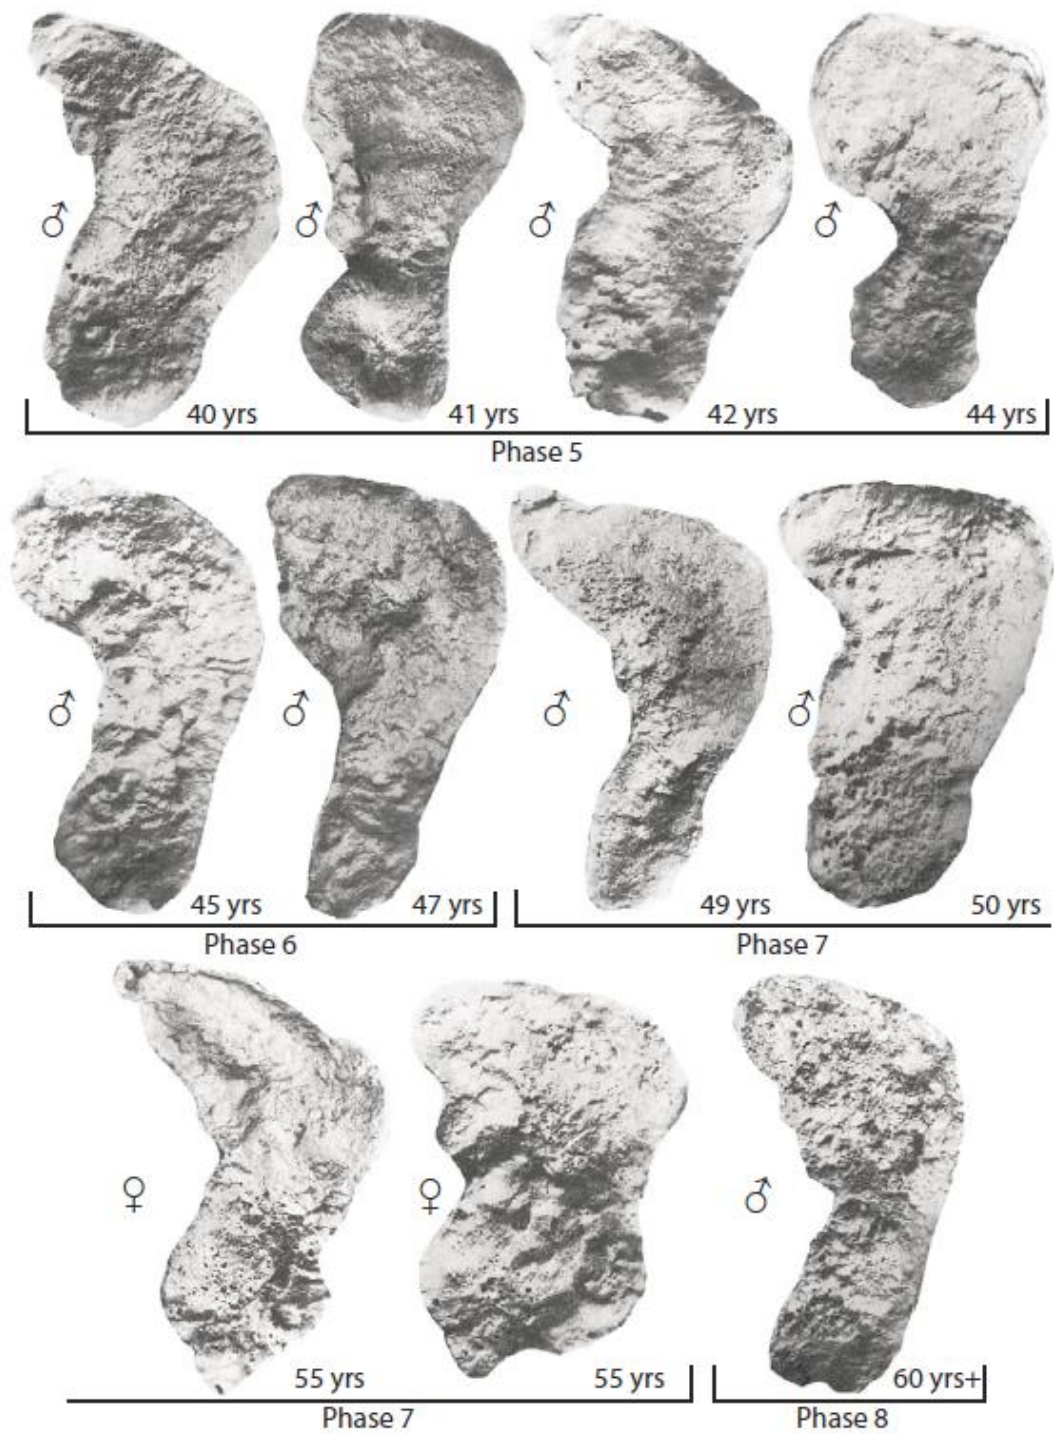 ♂ ♂ ♂ ♂
40 yrs 41 yrs 42 yrs 44 yrs
Phase 5
♂ ♂ ♂ ♂
45 yrs 47 yrs 49 yrs 50 yrs
Phase 6 Phase 7
♀ ♀ ♂
55 yrs 55 yrs 60 yrs+
Phase 7 Phase 8